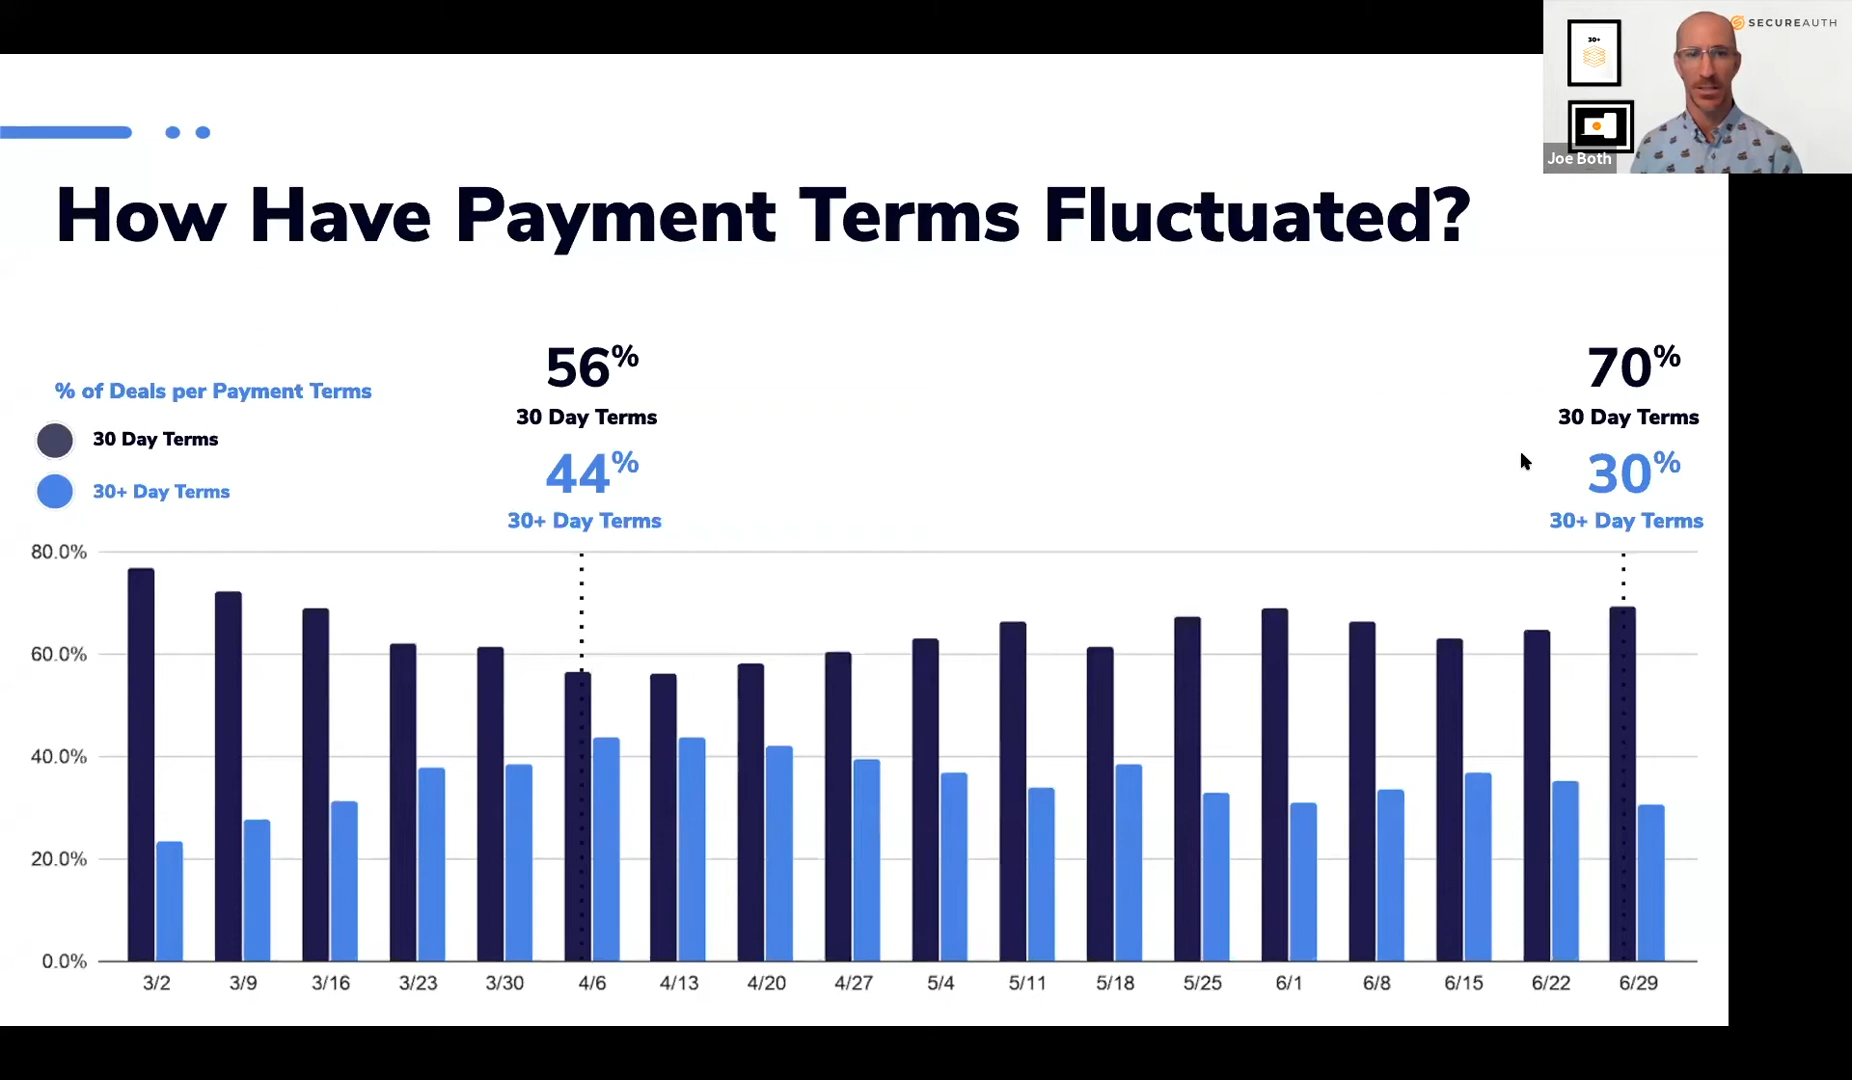 SECUREAUTH
30+
Joe Both
How Have Payment Terms Fluctuated?
% of Deals per Payment Terms
30 Day Terms
30+ Day Terms
56%
30 Day Terms
44%
30+ Day Terms
70%
30 Day Terms
30%
30+ Day Terms
80.0%
60.0%
40.0%
20.0%
0.0%
3/2 3/9 3/16 3/23 3/30 4/6 4/13 4/20 4/27 5/4 5/11 5/18 5/25 6/1 6/8 6/15 6/22 6/29